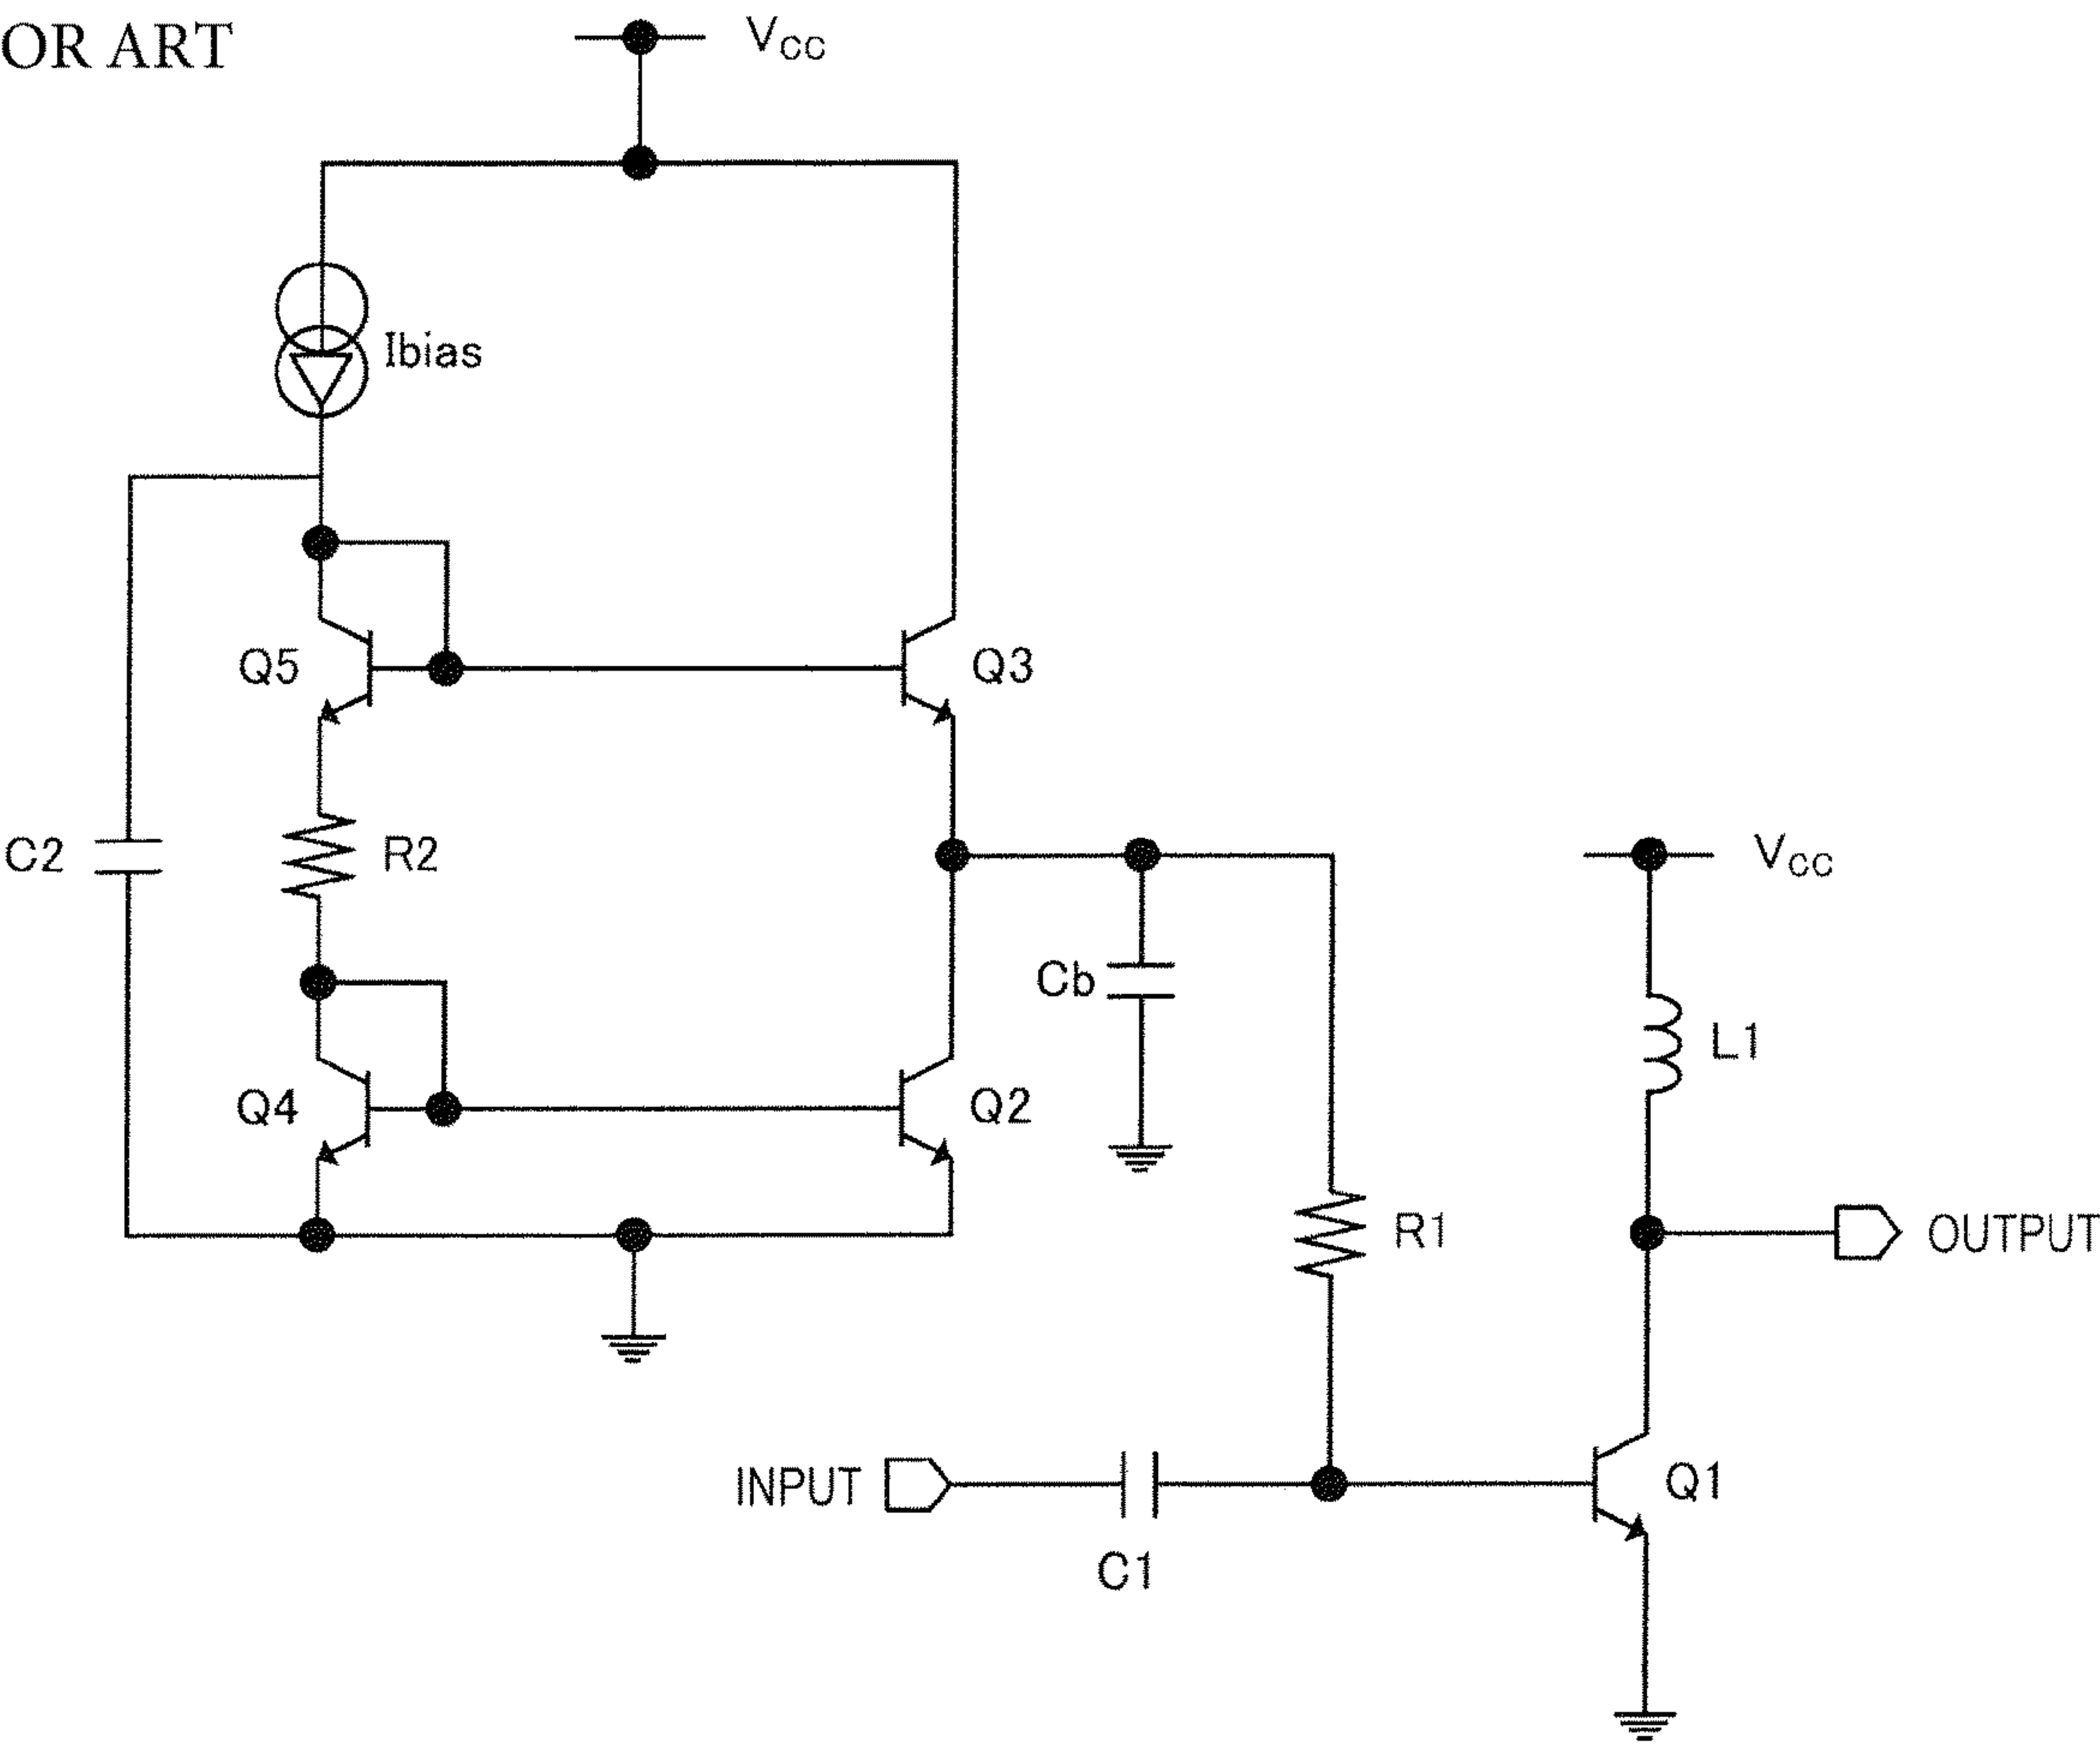 OR ART
VCC
Ibias
Q5
Q3
C2
R2
VCC
Cb
L1
Q4
Q2
R1
OUTPUT
INPUT
Q1
C1